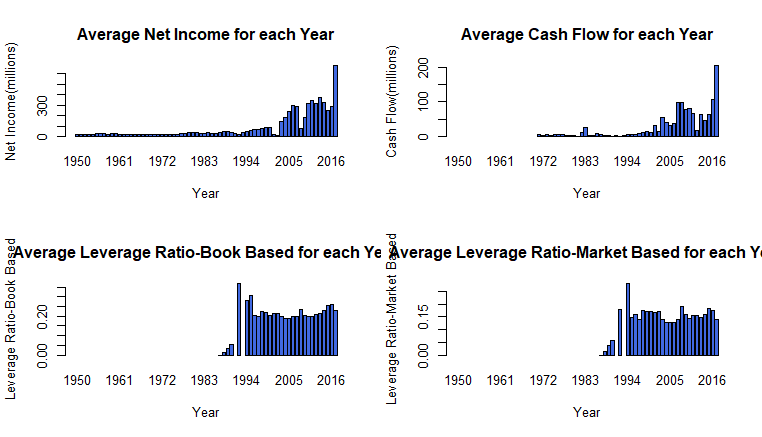 Average Net Income for each Year
Net Income(millions)
0 300
1950 1961 1972 1983 1994 2005 2016
Year
Average Cash Flow for each Year
Cash Flow(millions)
0 100 200
1950 1961 1972 1983 1994 2005 2016
Year
Average Leverage Ratio-Book Based for each Ye
Leverage Ratio-Book Based
0.00 0.20
1950 1961 1972 1983 1994 2005 2016
Year
Average Leverage Ratio-Market Based for each Ye
Leverage Ratio-Market Based
0.00 0.15
1950 1961 1972 1983 1994 2005 2016
Year